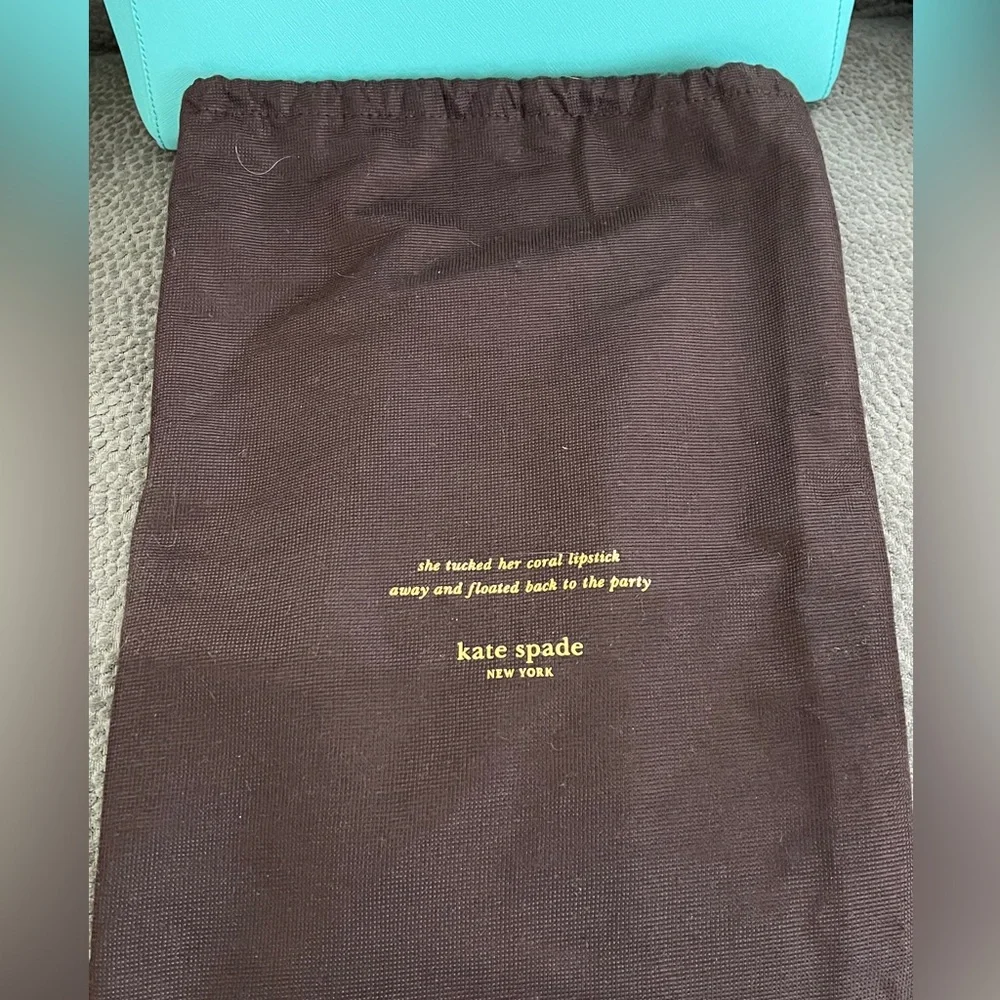 she tucked her coral lipstick
away and floated back to the party
kate spade
NEW YORK